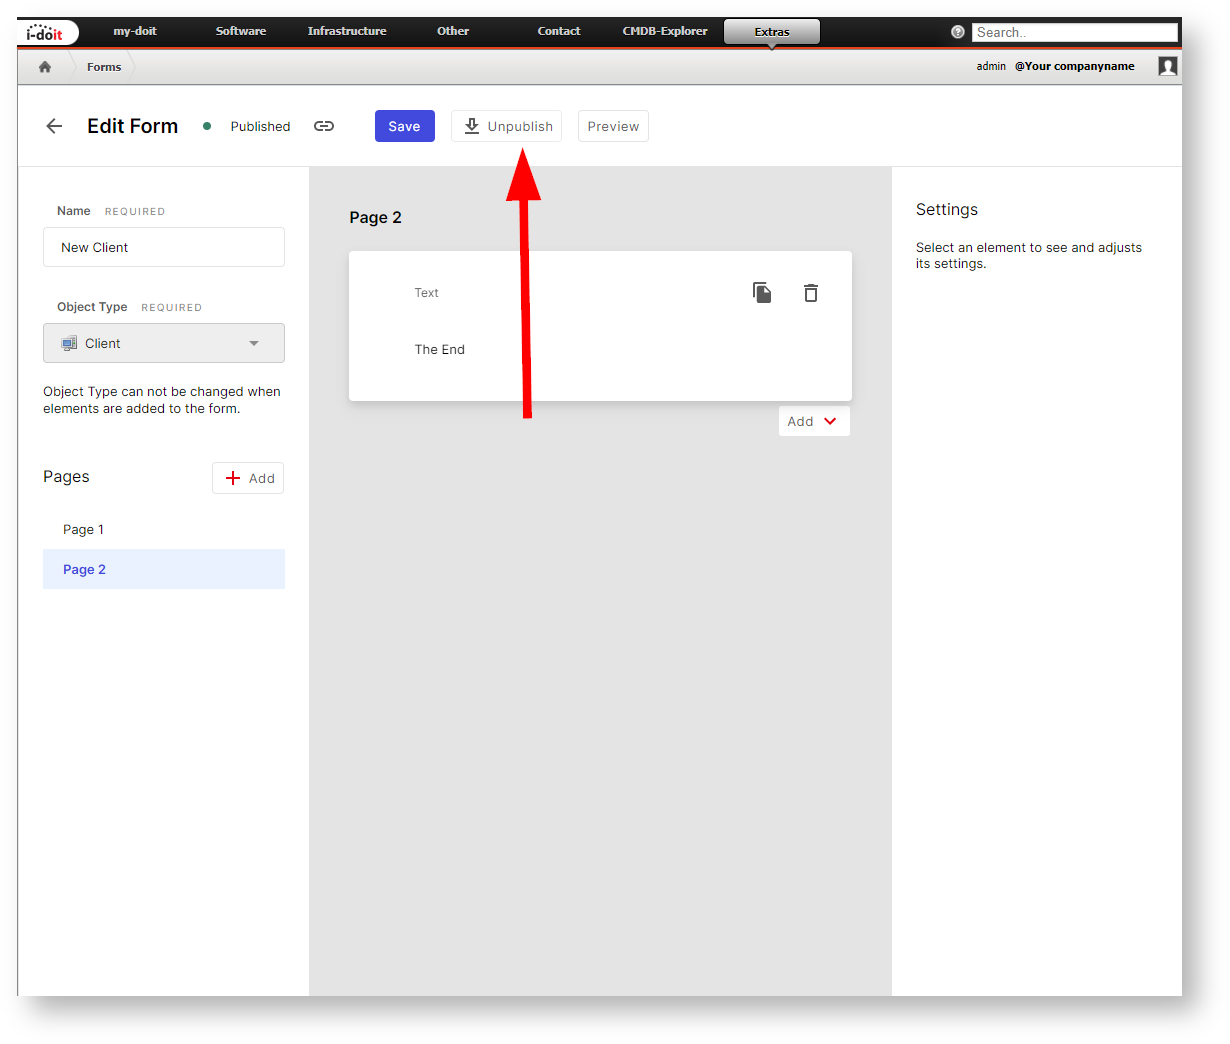 i-doit my-doit Software Infrastructure Other Contact CMDB-Explorer Extras Search..
Forms admin @Your companyname
Edit Form Published Save Unpublish Preview
Name REQUIRED
New Client
Object Type REQUIRED
Client
Object Type can not be changed when
elements are added to the form.
Pages Add
Page 1
Page 2
Page 2
Text
The End
Add
Settings
Select an element to see and adjusts
its settings.